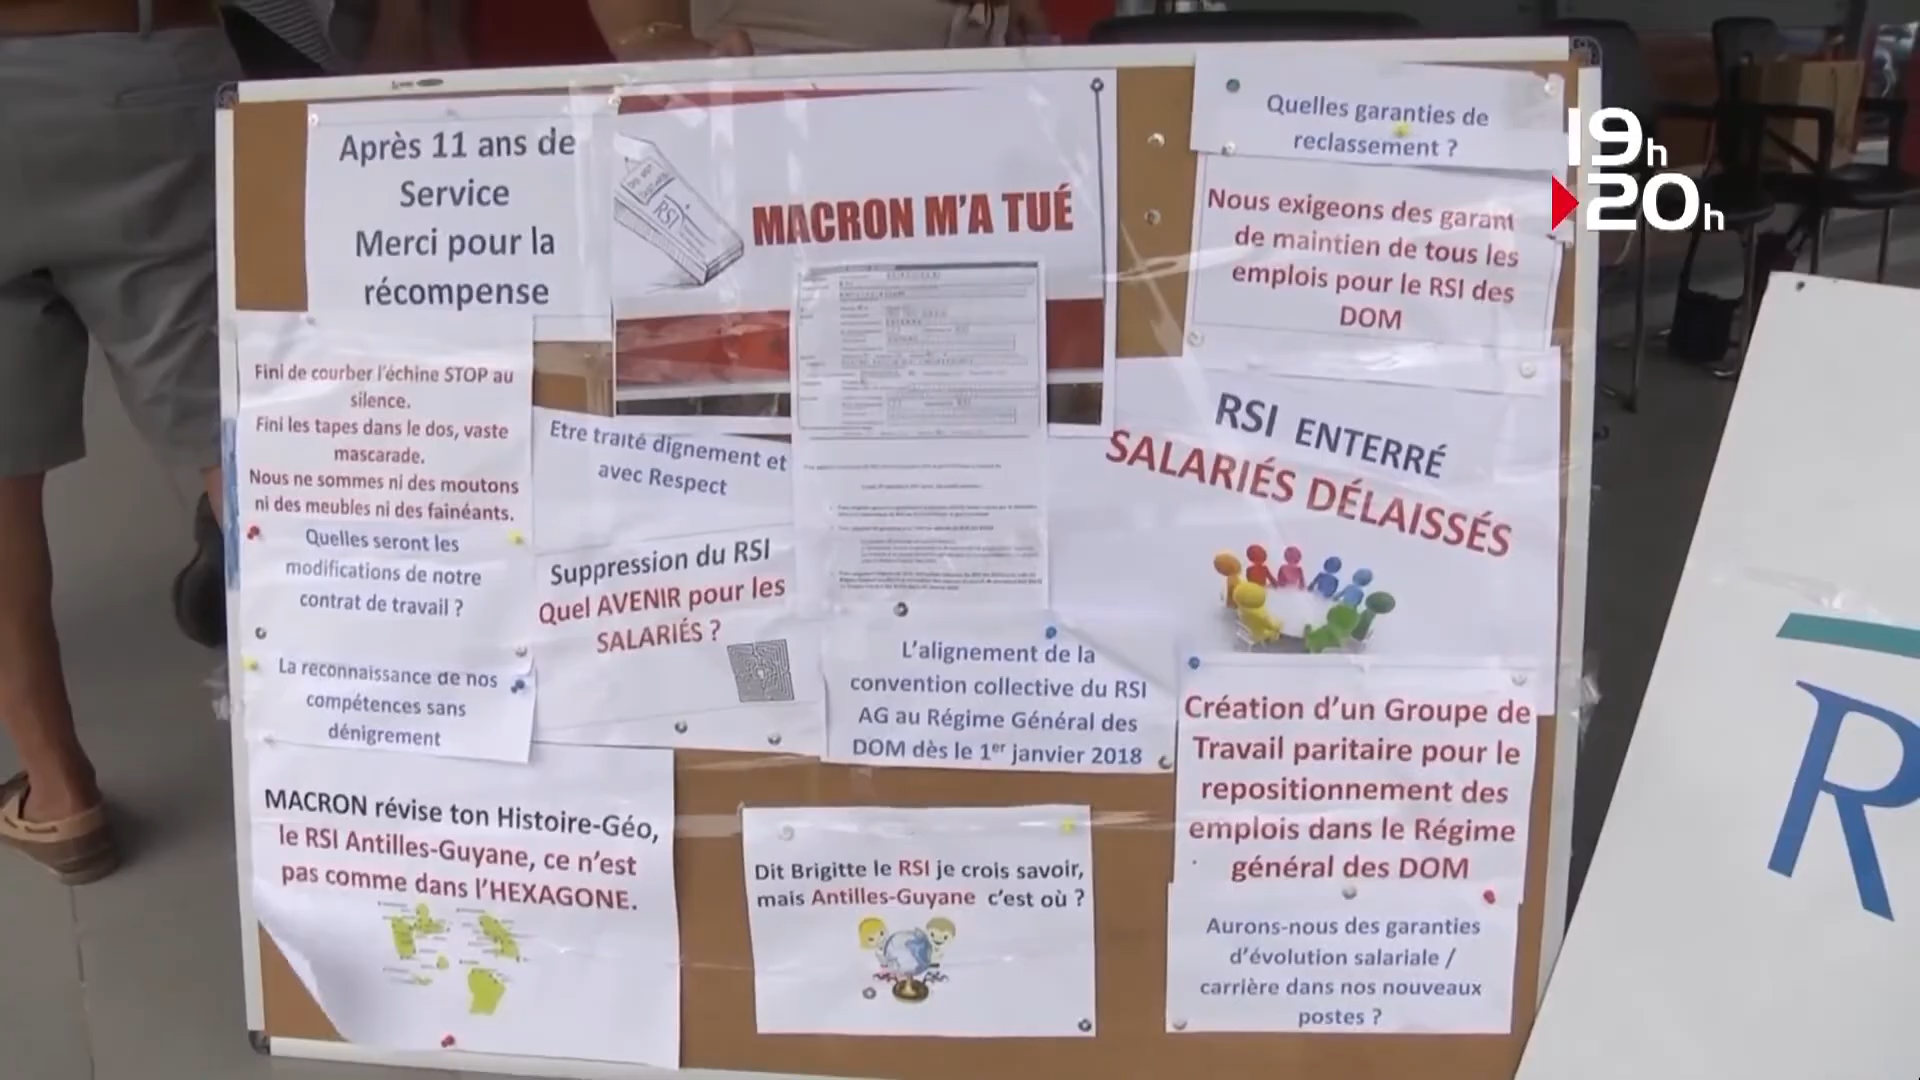 Après 11 ans de
Service
Merci pour la
récompense
RSI
MACRON M'A TUÉ
Quelles garanties de
reclassement ?
19h
20h
Nous exigeons des garant
de maintien de tous les
emplois pour le RSI des
DOM
Fini de courber l'échine STOP au
silence.
Fini les tapes dans le dos, vaste
mascarade.
Nous ne sommes ni des moutons
ni des meubles ni des fainéants.
Etre traité dignement et
avec Respect
RSI ENTERRÉ
SALARIÉS DÉLAISSÉS
Quelles seront les
modifications de notre
contrat de travail ?
Suppression du RSI
Quel AVENIR pour les
SALARIÉS ?
La reconnaissance de nos
compétences sans
dénigrement
L'alignement de la
convention collective du RSI
AG au Régime Général des
DOM dès le 1er janvier 2018
Création d'un Groupe de
Travail paritaire pour le
repositionnement des
emplois dans le Régime
général des DOM
MACRON révise ton Histoire-Géo,
le RSI Antilles-Guyane, ce n'est
pas comme dans l'HEXAGONE.
Dit Brigitte le RSI je crois savoir,
mais Antilles-Guyane c'est où ?
Aurons-nous des garanties
d'évolution salariale /
carrière dans nos nouveaux
postes ?
R